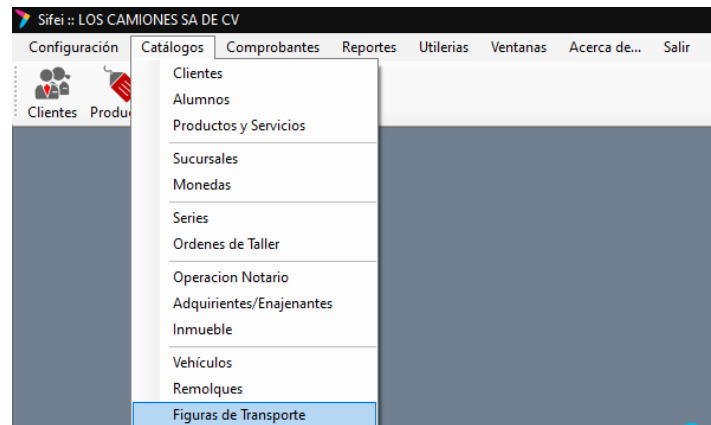 Sifei :: LOS CAMIONES SA DE CV
Configuración Catálogos Comprobantes Reportes Utilerias Ventanas Acerca de... Salir
Clientes
Alumnos
Productos y Servicios
Sucursales
Monedas
Series
Ordenes de Taller
Operacion Notario
Adquirientes/Enajenantes
Inmueble
Vehículos
Remolques
Figuras de Transporte
Clientes